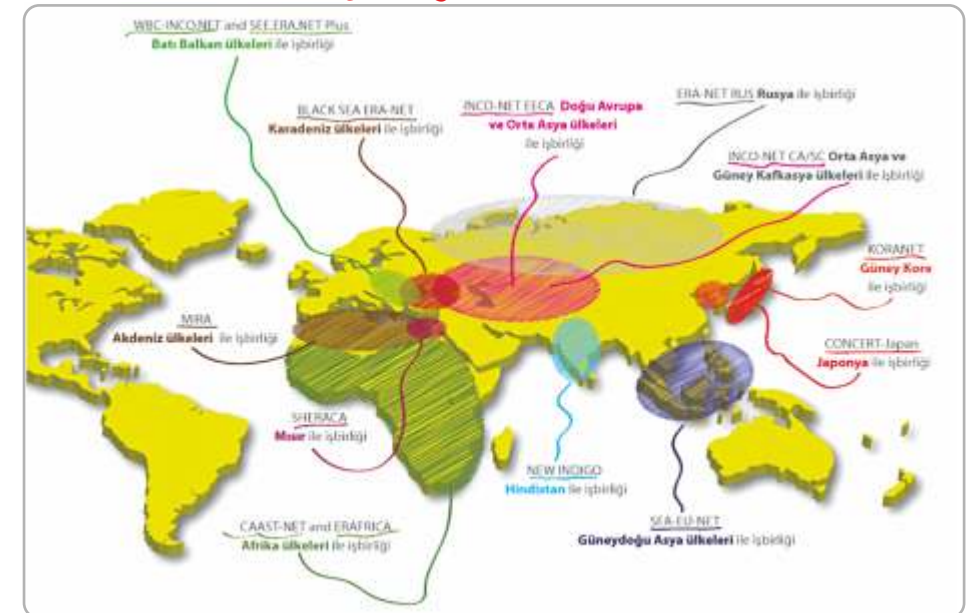 WBC-INCO.NET and SEE.ERA.NET Plus
Batı Balkan ülkeleri ile işbirliği
BLACK SEA ERA-NET
Karadeniz ülkeleri ile işbirliği
INCO-NET EECA Doğu Avrupa
ve Orta Asya ülkeleri
ile işbirliği
ERA-NET RUS Rusya ile işbirliği
INCO-NET CA/SC Orta Asya ve
Güney Kafkasya ülkeleri ile işbirliği
KORANET
Güney Kore
ile işbirliği
MIRA
Akdeniz ülkeleri ile işbirliği
CONCERT-Japan
Japonya ile işbirliği
SHERACA
Mısır ile işbirliği
NEW INDIGO
Hindistan ile işbirliği
CAAST-NET and ERAFRICA
Afrika ülkeleri ile işbirliği
SEA-EU-NET
Güneydoğu Asya ülkeleri ile işbirliği